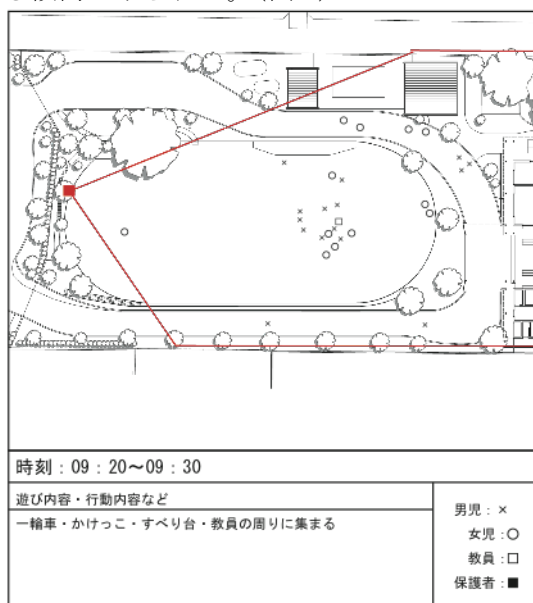 時刻：09：20～09：30
遊び内容・行動内容など
一輪車・かけっこ・すべり台・教員の周りに集まる
男児：×
女児：○
教員：□
保護者：■